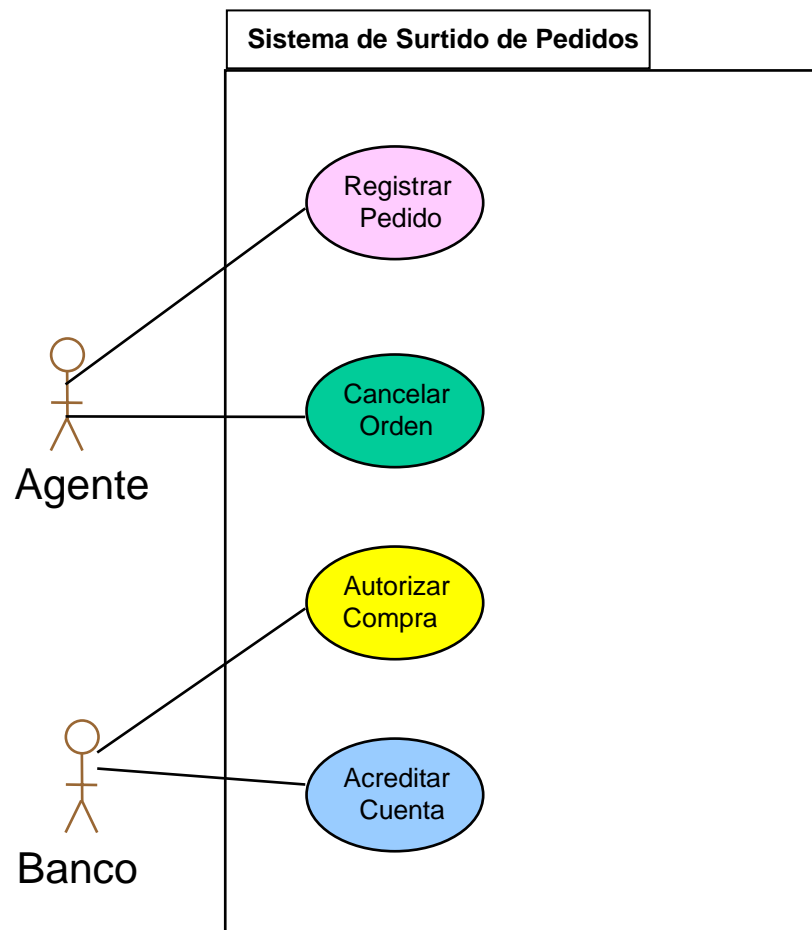 Sistema de Surtido de Pedidos
Registrar
Pedido
Cancelar
Orden
Agente
Autorizar
Compra
Acreditar
Cuenta
Banco